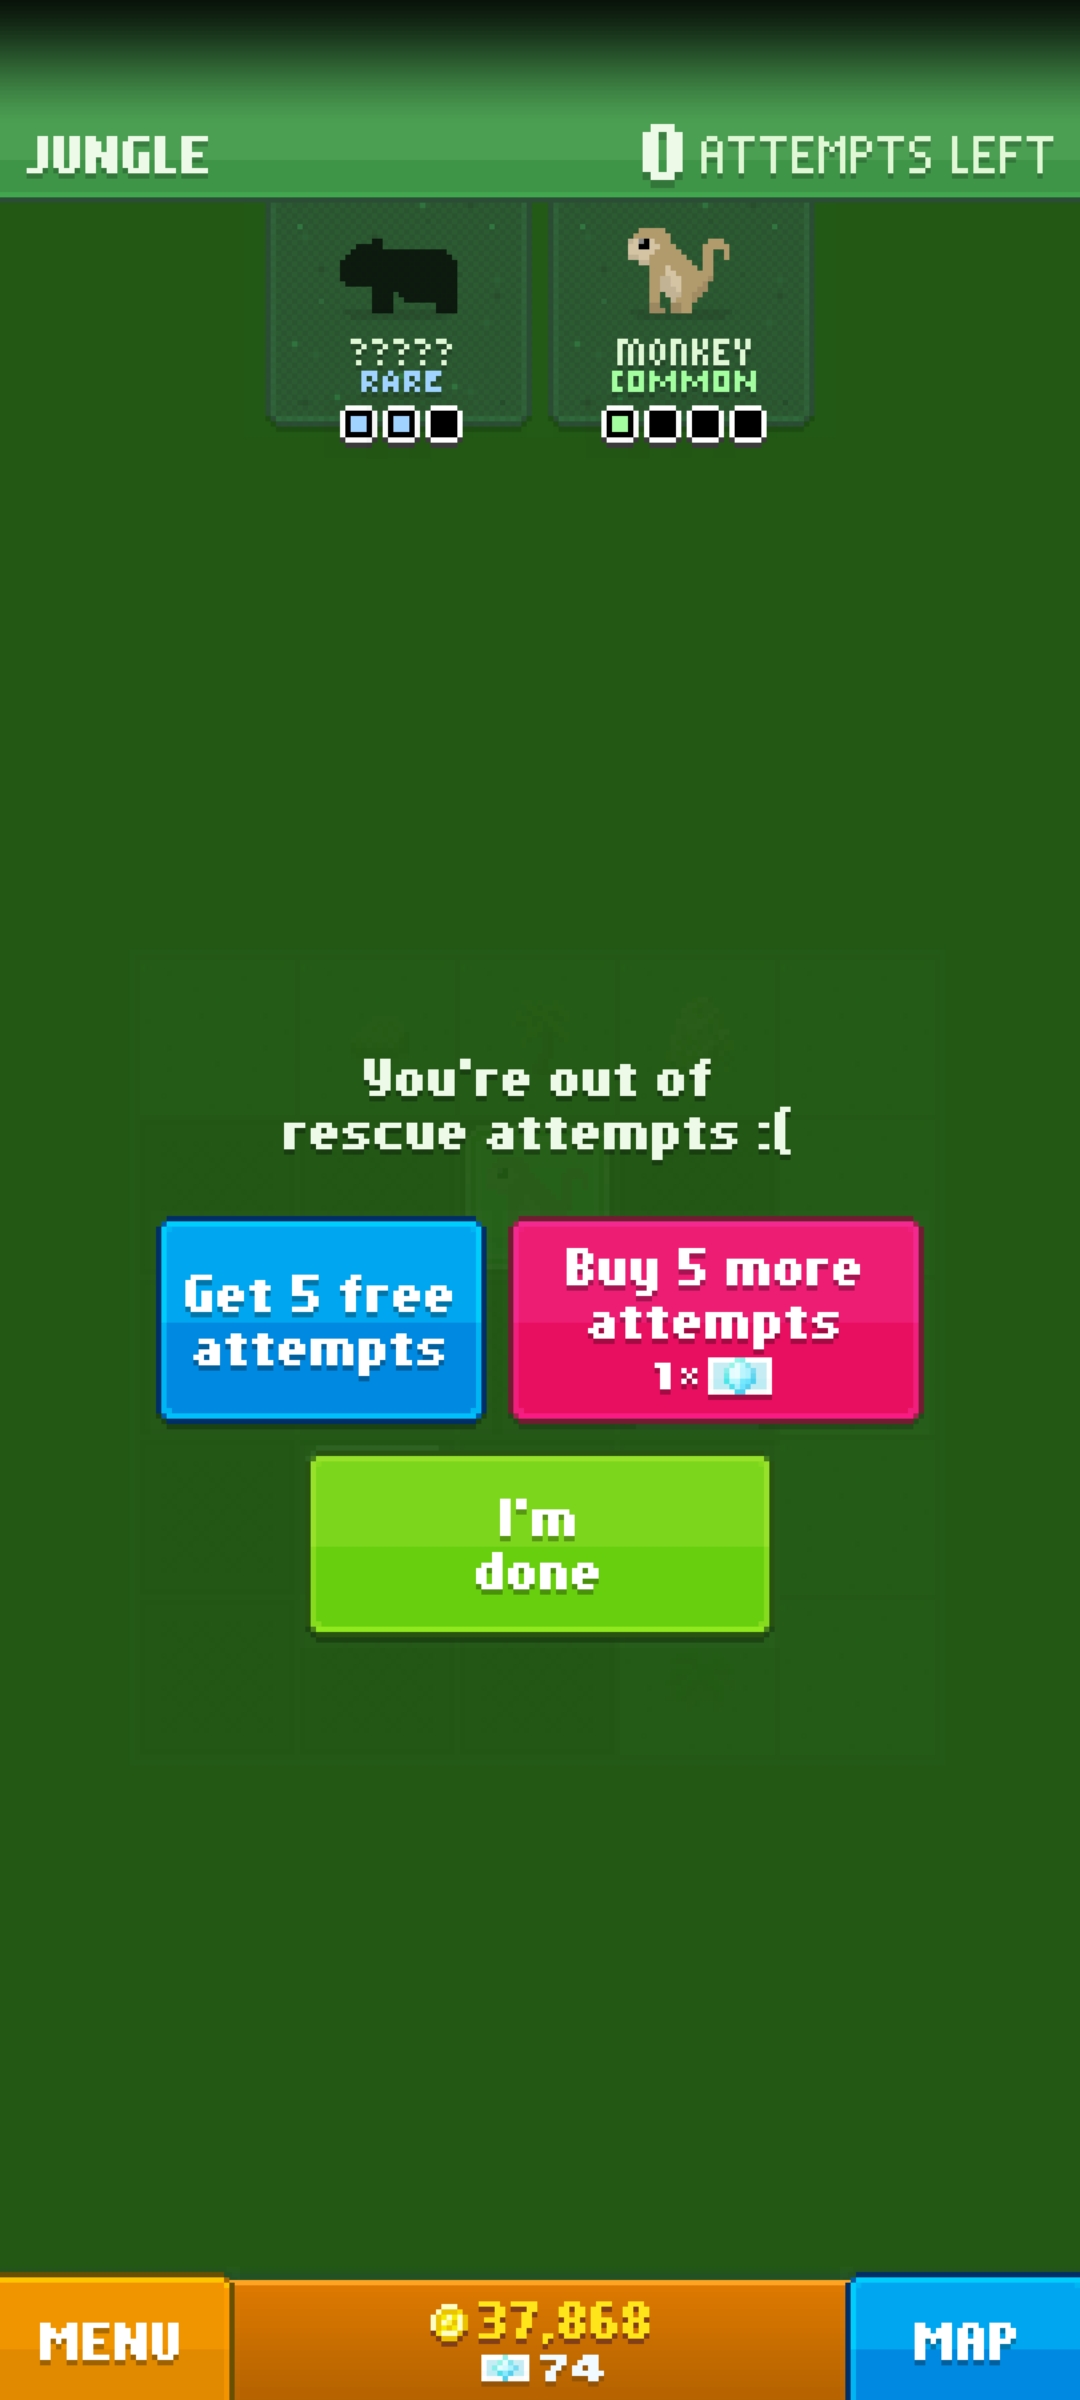 JUNGLE
0 ATTEMPTS LEFT
?????
RARE
MONKEY
COMMON
You're out of
rescue attempts :(
Get 5 free
attempts
Buy 5 more
attempts
1×
I'm
done
MENU
37,868
74
MAP